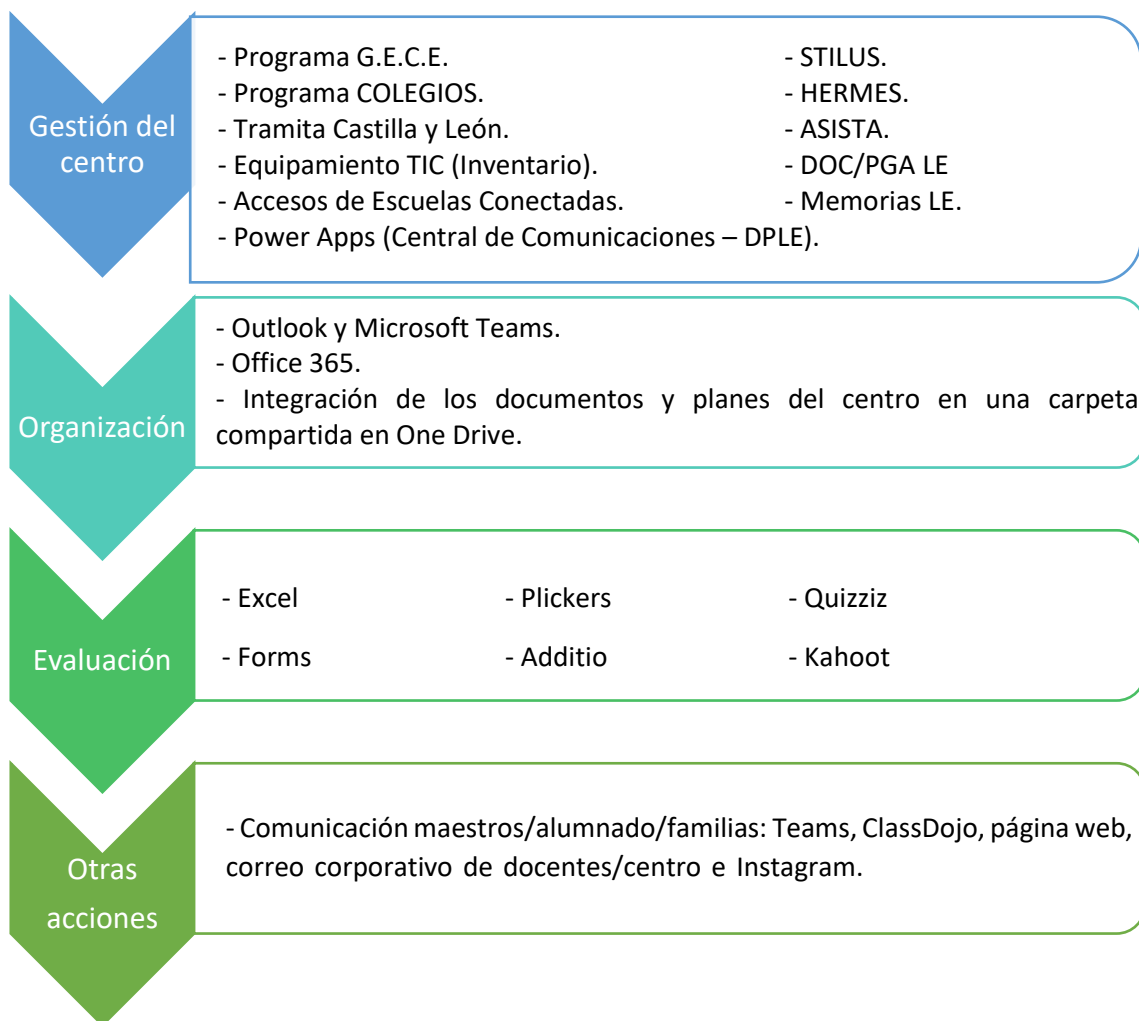 Gestión del
centro
- Programa G.E.C.E.
- STILUS.
- Programa COLEGIOS.
- HERMES.
- Tramita Castilla y León.
- ASISTA.
- Equipamiento TIC (Inventario).
- DOC/PGA LE
- Accesos de Escuelas Conectadas.
- Memorias LE.
- Power Apps (Central de Comunicaciones – DPLE).
Organización
- Outlook y Microsoft Teams.
- Office 365.
- Integración de los documentos y planes del centro en una carpeta
compartida en One Drive.
Evaluación
- Excel
- Plickers
- Quizziz
- Forms
- Additio
- Kahoot
Otras
acciones
- Comunicación maestros/alumnado/familias: Teams, ClassDojo, página web,
correo corporativo de docentes/centro e Instagram.